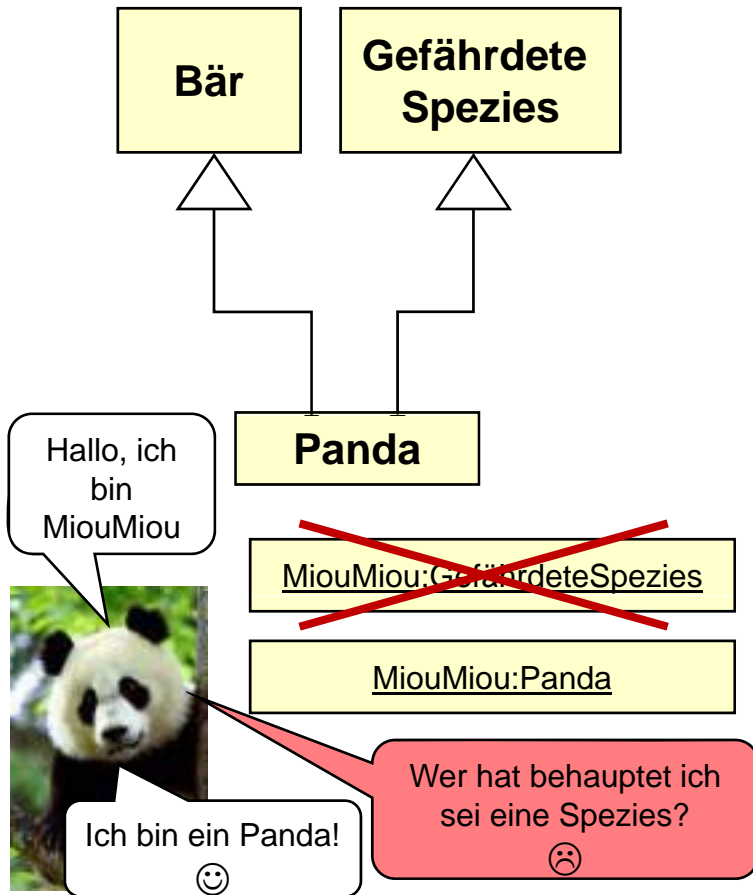 Bär
Gefährdete
Spezies
Panda
Hallo, ich
bin
MiouMiou
MiouMiou:GefährdeteSpezies
MiouMiou:Panda
Wer hat behauptet ich
sei eine Spezies?
☹
Ich bin ein Panda!
☺